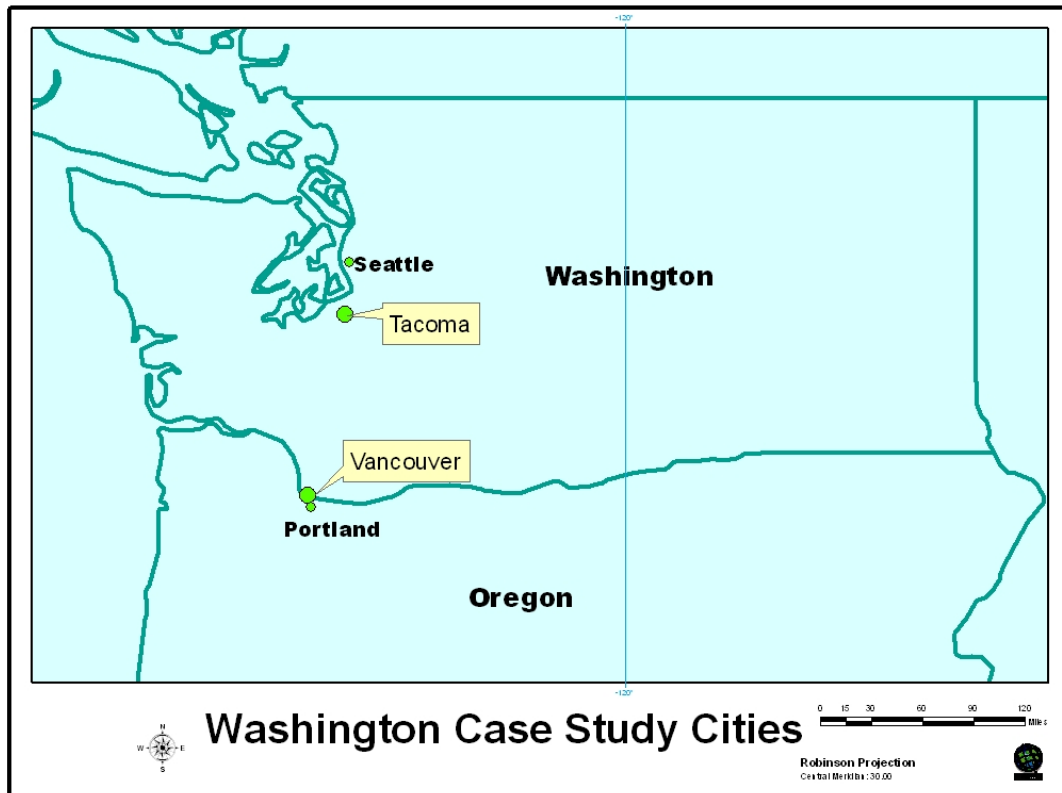 -120°
Seattle
Washington
Tacoma
Vancouver
Portland
Oregon
-120°
Washington Case Study Cities
0 15 30 60 90 120
Miles
N
W E
S
Robinson Projection
Central Meridian: 30.00